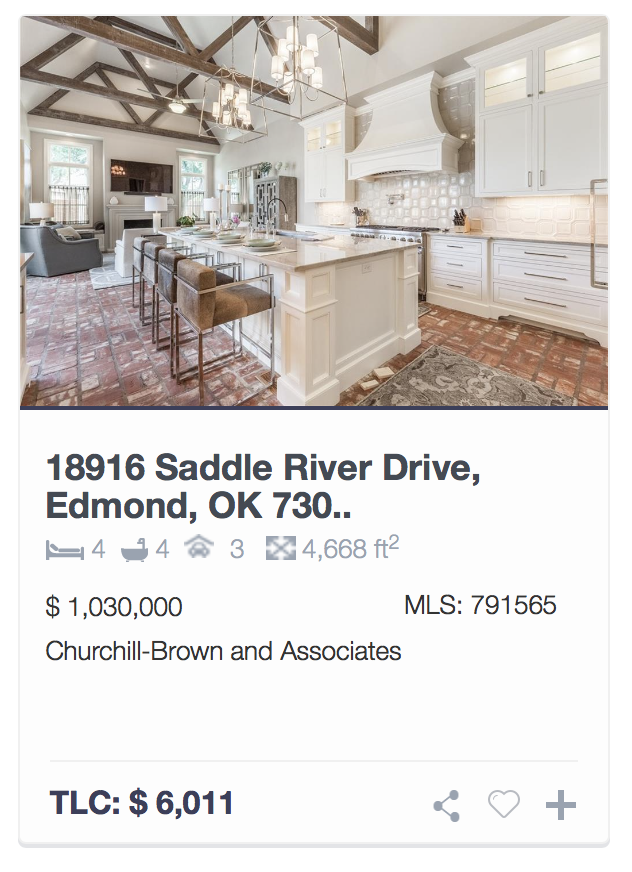 18916 Saddle River Drive,
Edmond, OK 730..
4 4 3 4,668 ft²
$ 1,030,000 MLS: 791565
Churchill-Brown and Associates
TLC: $ 6,011